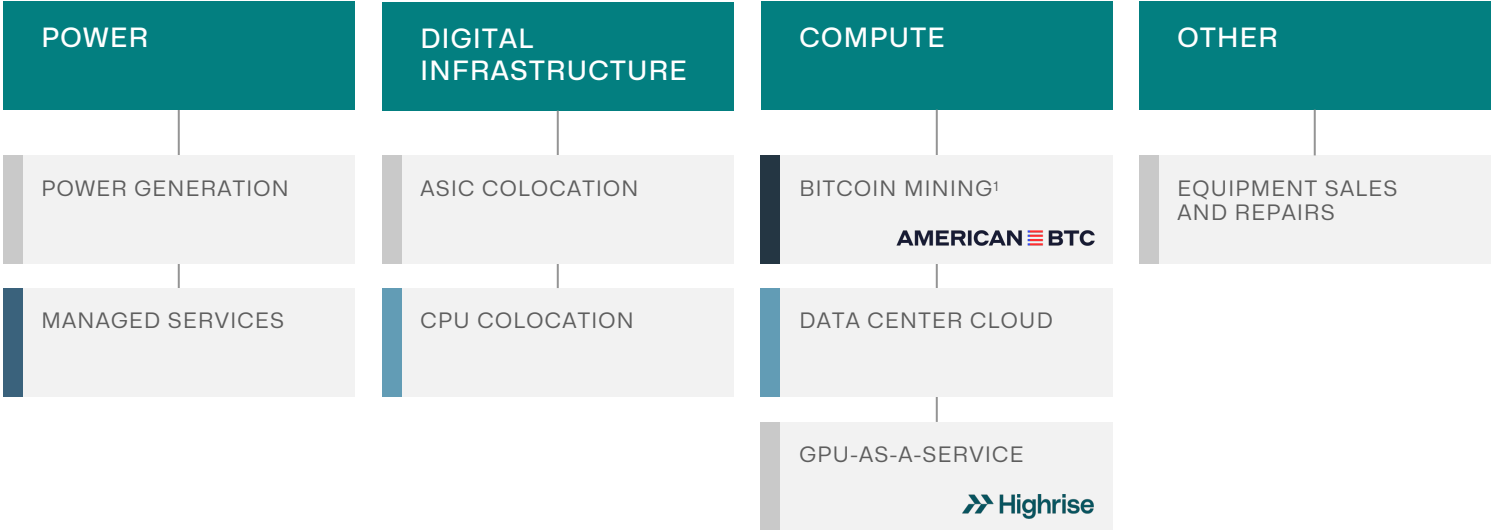 POWER
DIGITAL
INFRASTRUCTURE
COMPUTE
OTHER
POWER GENERATION
ASIC COLOCATION
BITCOIN MINING¹
AMERICAN BTC
EQUIPMENT SALES
AND REPAIRS
MANAGED SERVICES
CPU COLOCATION
DATA CENTER CLOUD
GPU-AS-A-SERVICE
Highrise